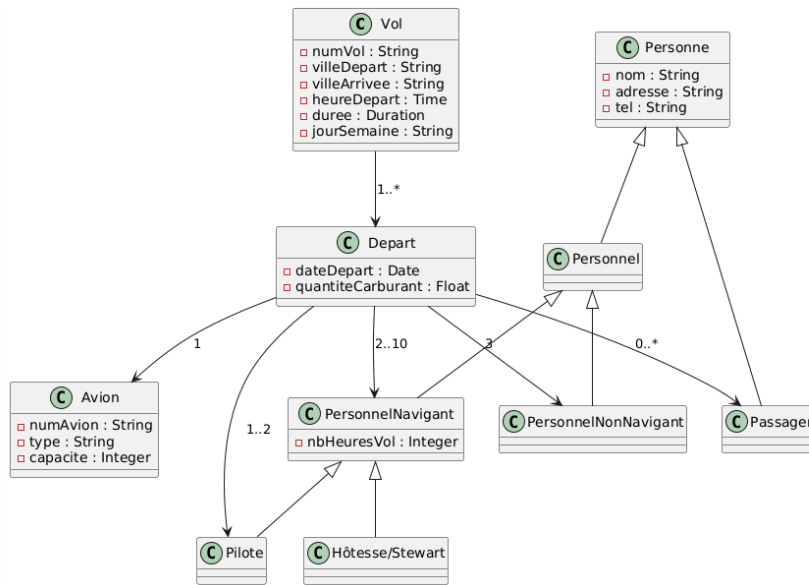 C Vol
numVol : String
villeDepart : String
villeArrivee : String
heureDepart : Time
duree : Duration
jourSemaine : String
C Personne
nom : String
adresse : String
tel : String
1..*
C Depart
dateDepart : Date
quantiteCarburant : Float
C Personnel
1
2..10
3
0..*
C Avion
numAvion : String
type : String
capacite : Integer
1..2
C PersonnelNavigant
nbHeuresVol : Integer
C PersonnelNonNavigant
C Passager
C Pilote
C Hôtesse/Stewart